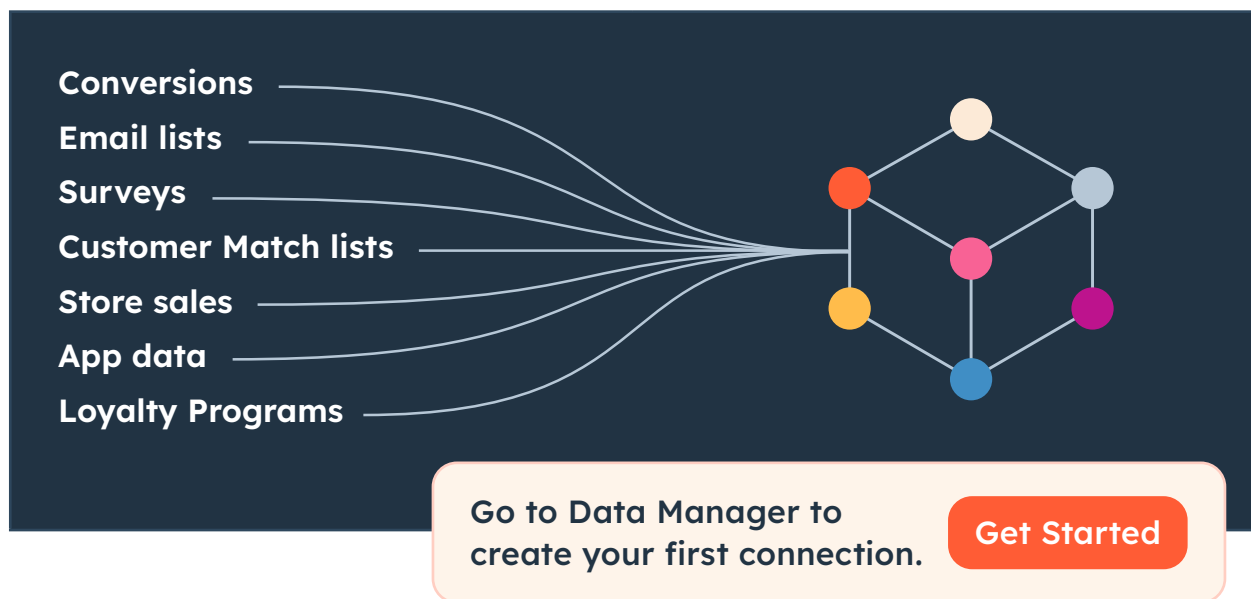 Conversions
Email lists
Surveys
Customer Match lists
Store sales
App data
Loyalty Programs
Go to Data Manager to
create your first connection.
Get Started